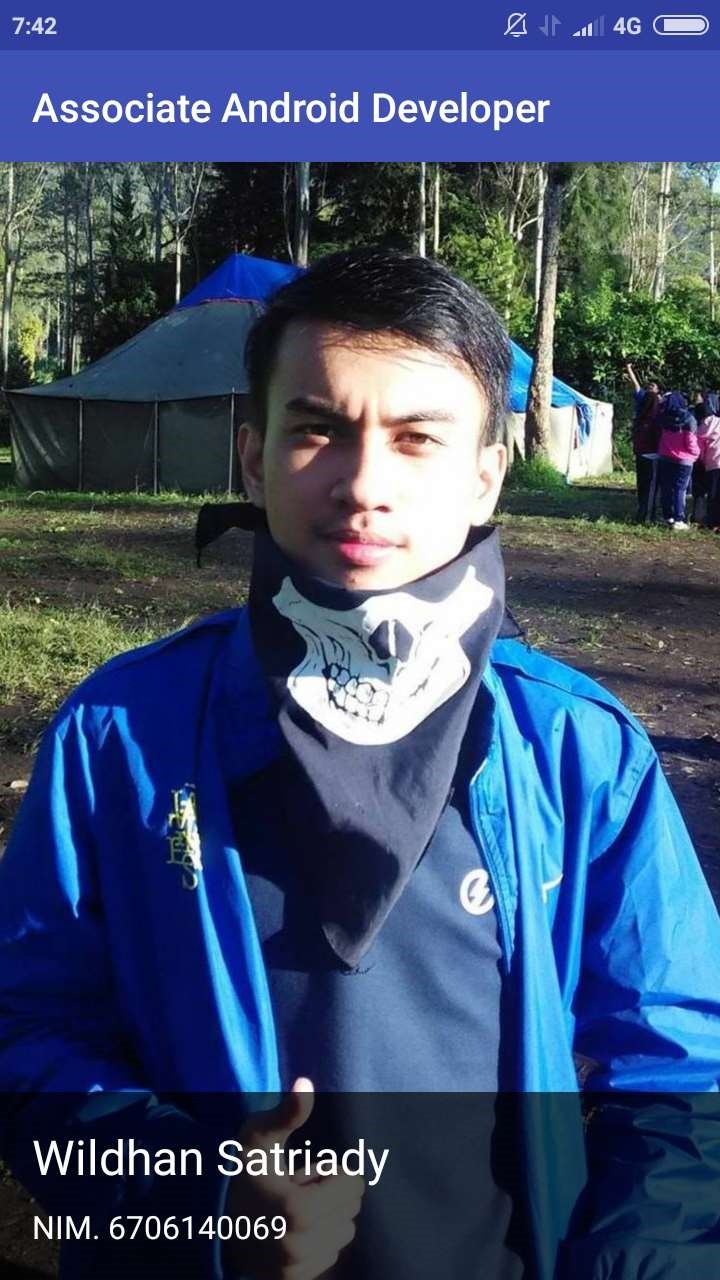 7:42
4G
Associate Android Developer
Wildhan Satriady
NIM. 6706140069